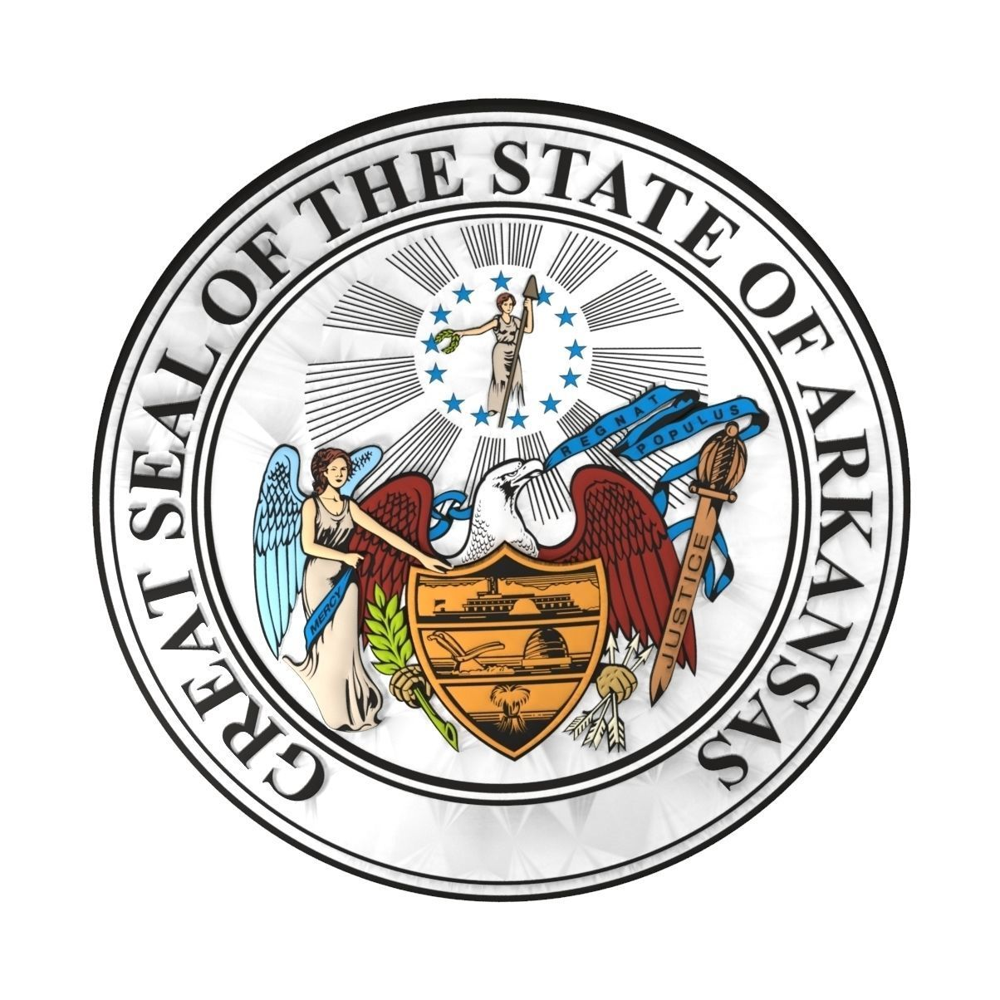 GREAT SEAL OF THE STATE OF ARKANSAS
REGNAT
POPULUS
MERCY
JUSTICE